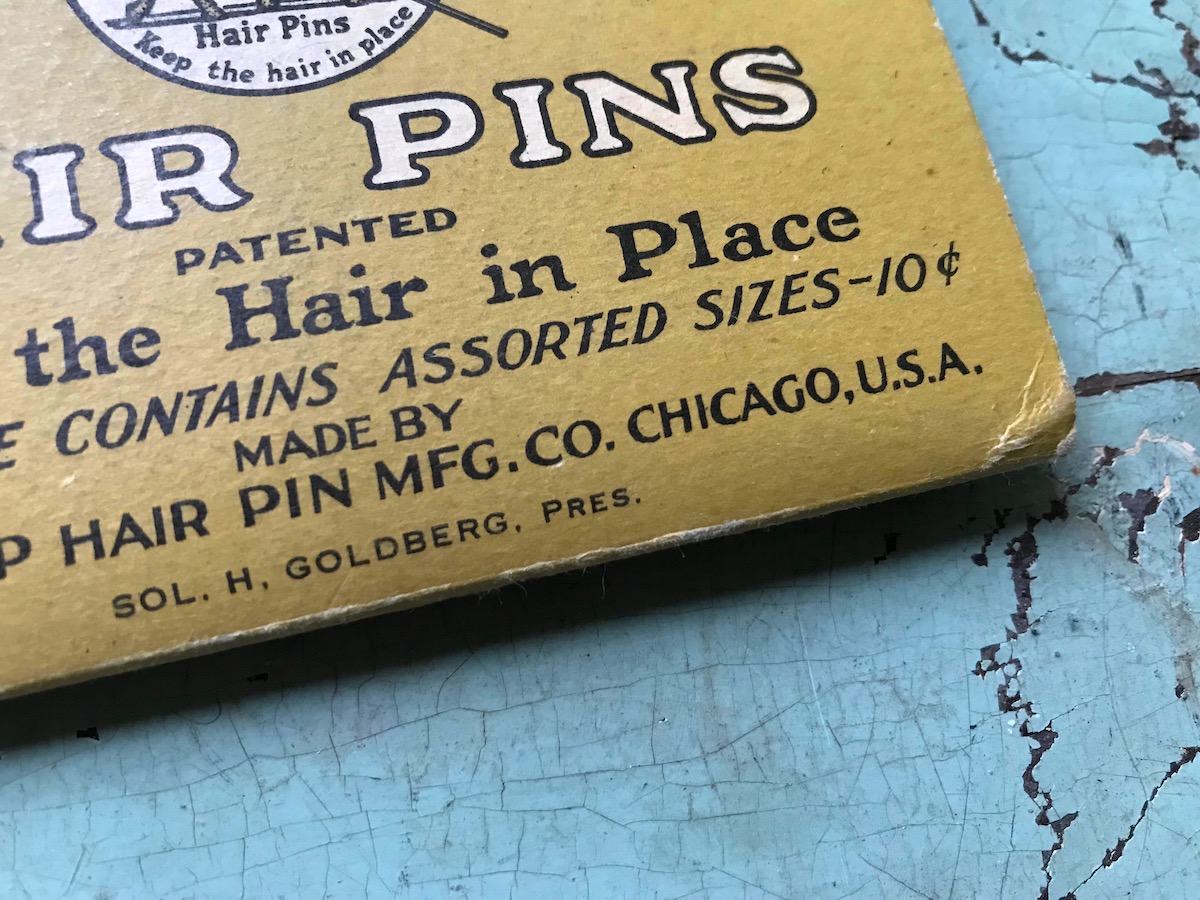 Hair Pins
Keep the hair in place
IR PINS
PATENTED
the Hair in Place
E CONTAINS ASSORTED SIZES-10¢
MADE BY
P HAIR PIN MFG. CO. CHICAGO, U.S.A.
SOL. H. GOLDBERG, PRES.